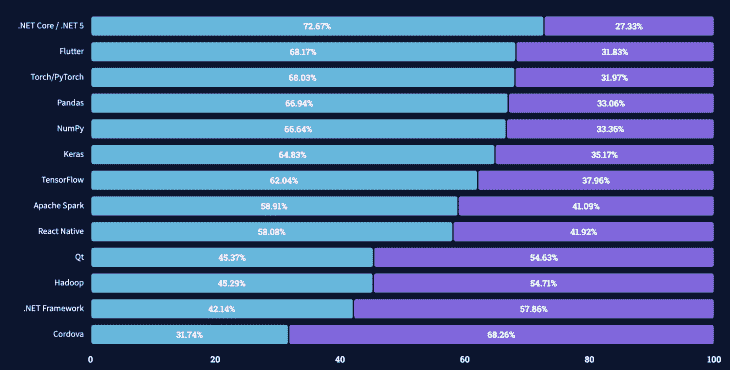 .NET Core / .NET 5 72.67% 27.33%
Flutter 68.17% 31.83%
Torch/PyTorch 68.03% 31.97%
Pandas 66.94% 33.06%
NumPy 66.64% 33.36%
Keras 64.83% 35.17%
TensorFlow 62.04% 37.96%
Apache Spark 58.91% 41.09%
React Native 58.08% 41.92%
Qt 45.37% 54.63%
Hadoop 45.29% 54.71%
.NET Framework 42.14% 57.86%
Cordova 31.74% 68.26%
0 20 40 60 80 100